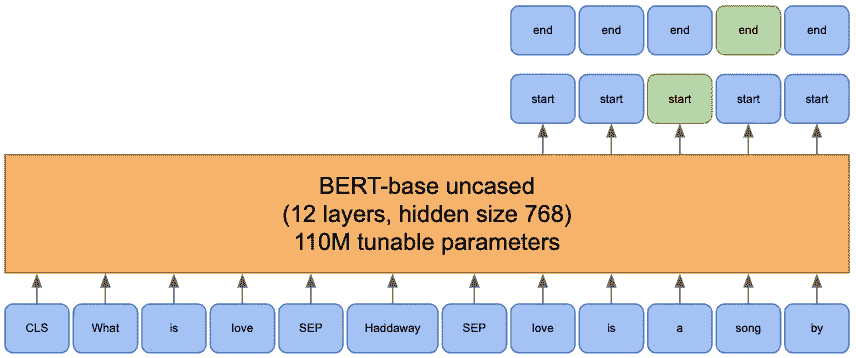 end end end end end
start start start start start
BERT-base uncased
(12 layers, hidden size 768)
110M tunable parameters
CLS What is love SEP Haddaway SEP love is a song by